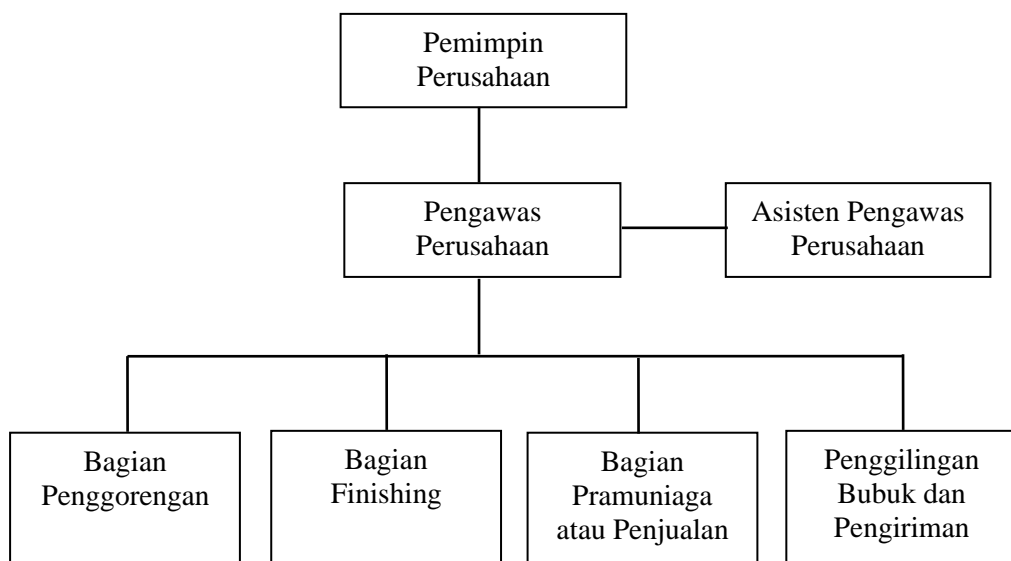 Pemimpin
Perusahaan
Pengawas
Perusahaan
Asisten Pengawas
Perusahaan
Bagian
Penggorengan
Bagian
Finishing
Bagian
Pramuniaga
atau Penjualan
Penggilingan
Bubuk dan
Pengiriman